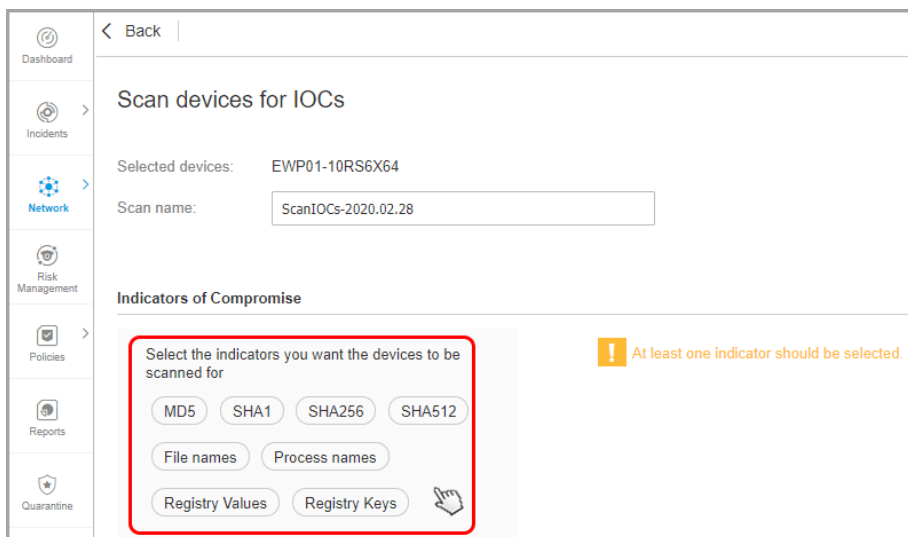 Back
Dashboard
Incidents
Network
Risk
Management
Policies
Reports
Quarantine
Scan devices for IOCs
Selected devices: EWP01-10RS6X64
Scan name: ScanIOCs-2020.02.28
Indicators of Compromise
Select the indicators you want the devices to be
scanned for
MD5 SHA1 SHA256 SHA512
File names Process names
Registry Values Registry Keys
! At least one indicator should be selected.